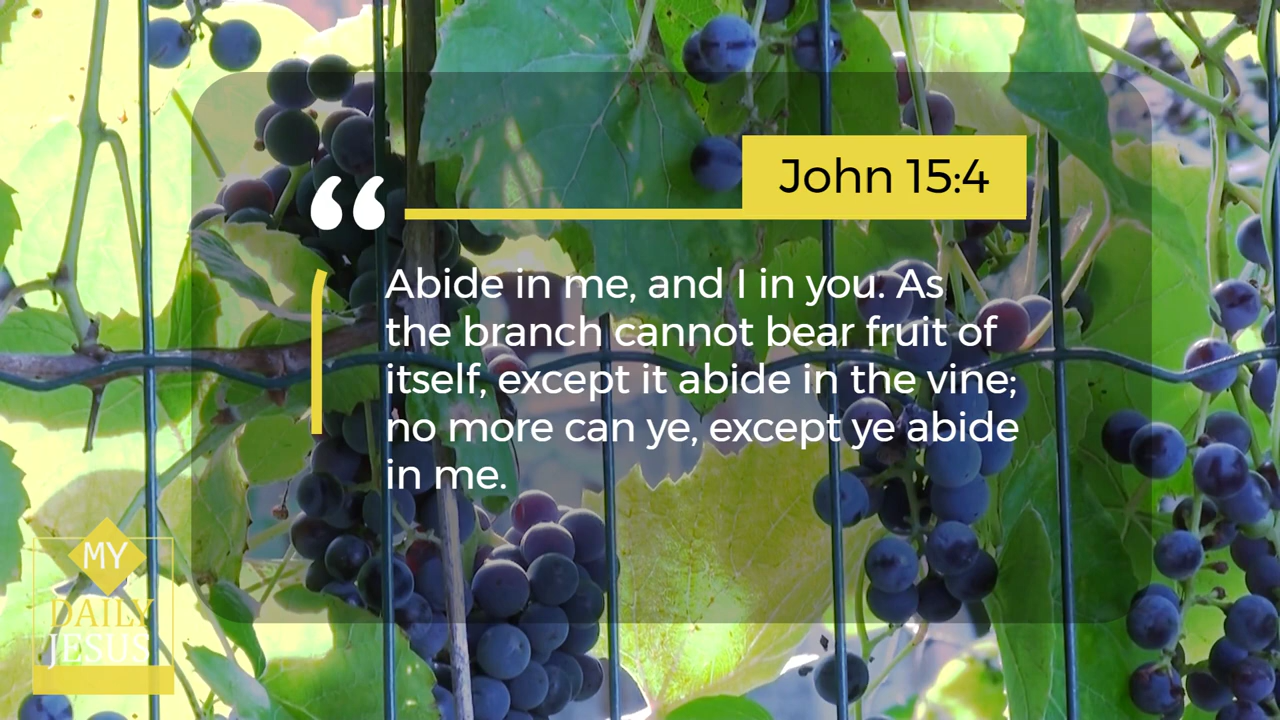 John 15:4
“
Abide in me, and I in you. As
the branch cannot bear fruit of
itself, except it abide in the vine;
no more can ye, except ye abide
in me.
MY
DAILY
JESUS